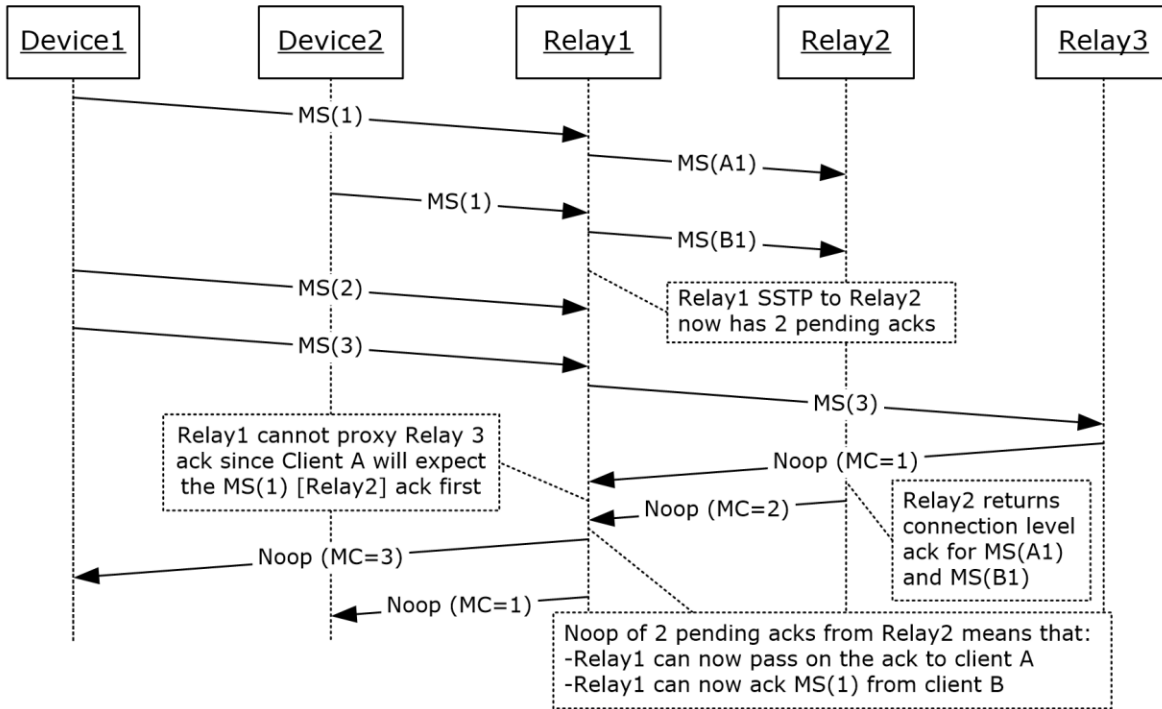 Device1
Device2
Relay1
Relay2
Relay3
MS(1)
MS(A1)
MS(1)
MS(B1)
MS(2)
Relay1 SSTP to Relay2
now has 2 pending acks
MS(3)
MS(3)
Relay1 cannot proxy Relay 3
ack since Client A will expect
the MS(1) [Relay2] ack first
Noop (MC=1)
Noop (MC=2)
Relay2 returns
connection level
ack for MS(A1)
and MS(B1)
Noop (MC=3)
Noop (MC=1)
Noop of 2 pending acks from Relay2 means that:
-Relay1 can now pass on the ack to client A
-Relay1 can now ack MS(1) from client B